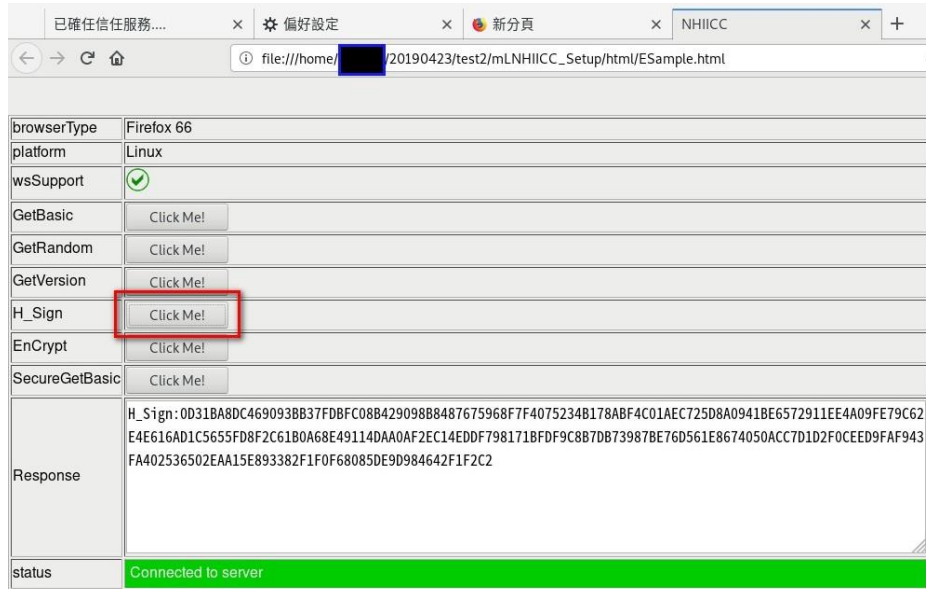 已確任信任服務....
偏好設定
新分頁
NHIICC
file:///home/ /20190423/test2/mLNHIICC_Setup/html/ESample.html
browserType Firefox 66
platform Linux
wsSupport
GetBasic Click Me!
GetRandom Click Me!
GetVersion Click Me!
H_Sign Click Me!
EnCrypt Click Me!
SecureGetBasic Click Me!
Response
H_Sign:0D31BA8DC469093BB37FDBFC08B429098B8487675968F7F4075234B178ABF4C01AEC725D8A0941BE6572911EE4A09FE79C62
E4E616AD1C5655FD8F2C61B0A68E49114DAA0AF2EC14EDDF798171BFDF9C8B7DB73987BE76D561E8674050ACC7D1D2F0CEED9FAF943
FA402536502EAA15E893382F1F0F68085DE9D984642F1F2C2
status Connected to server